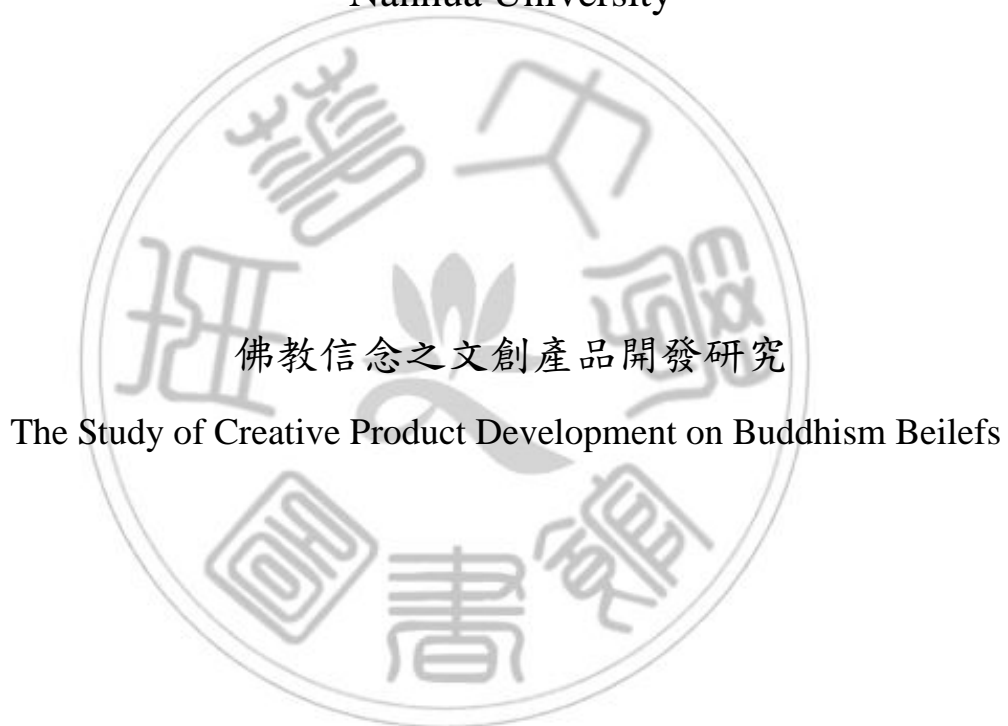 Nanhua University
佛教信念之文創產品開發研究
The Study of Creative Product Development on Buddhism Beilefs